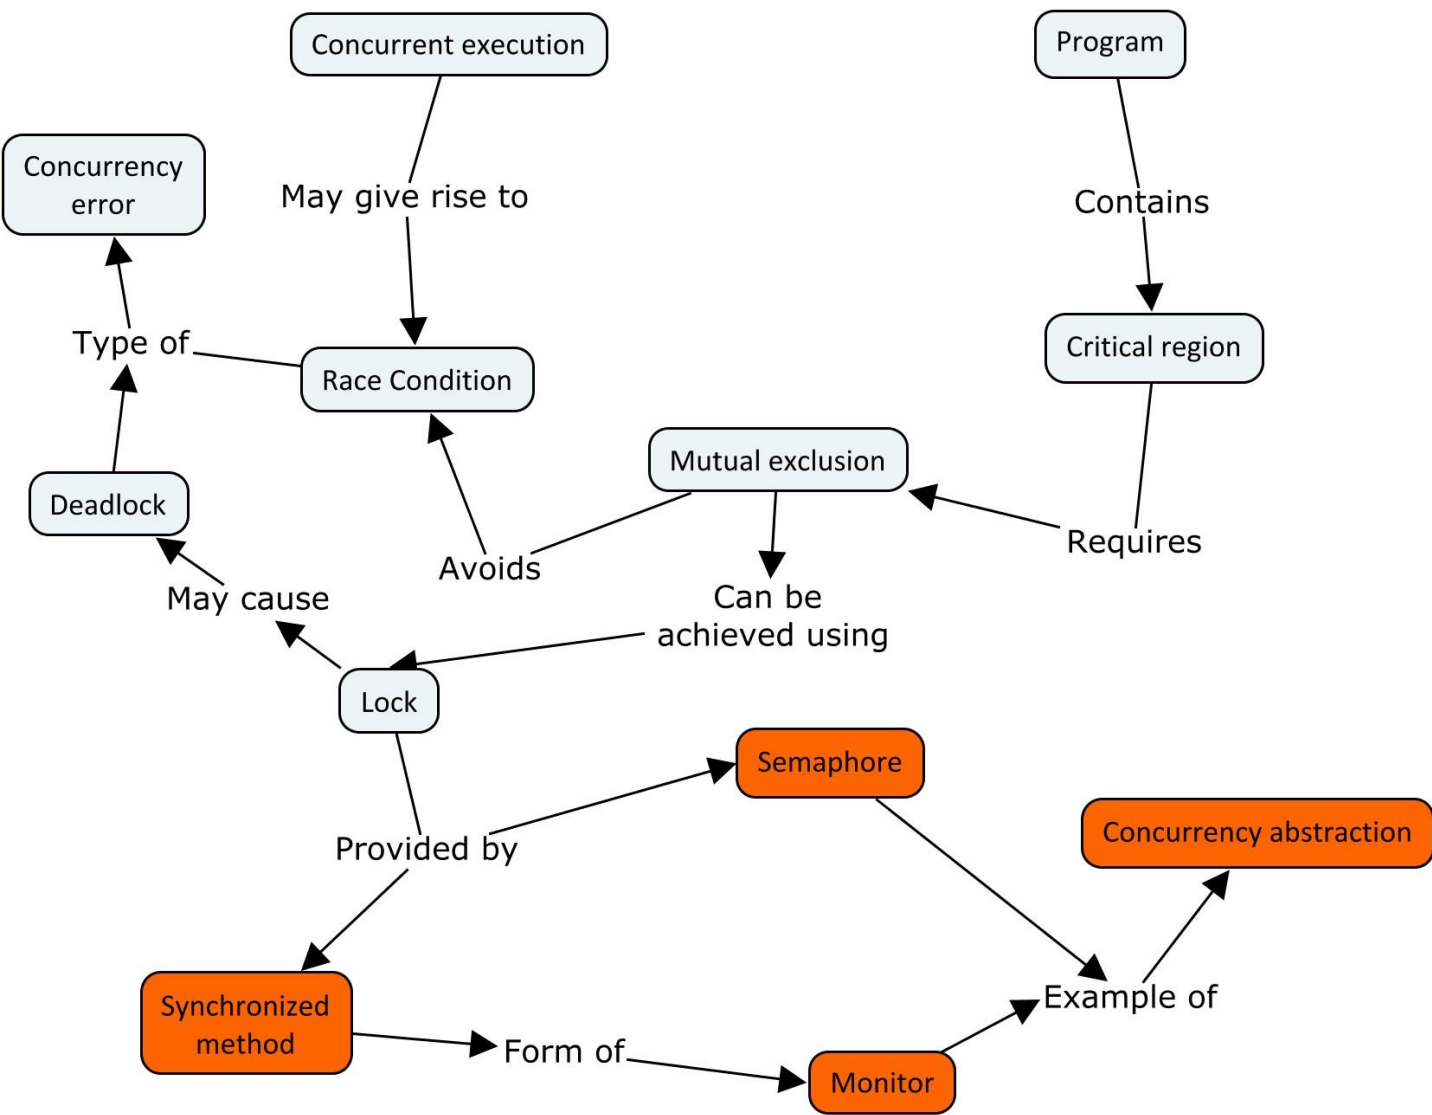 Concurrent execution
Program
Concurrency
error
May give rise to
Contains
Type of
Race Condition
Critical region
Mutual exclusion
Deadlock
Avoids
Requires
May cause
Can be
achieved using
Lock
Semaphore
Concurrency abstraction
Provided by
Synchronized
method
Example of
Form of
Monitor